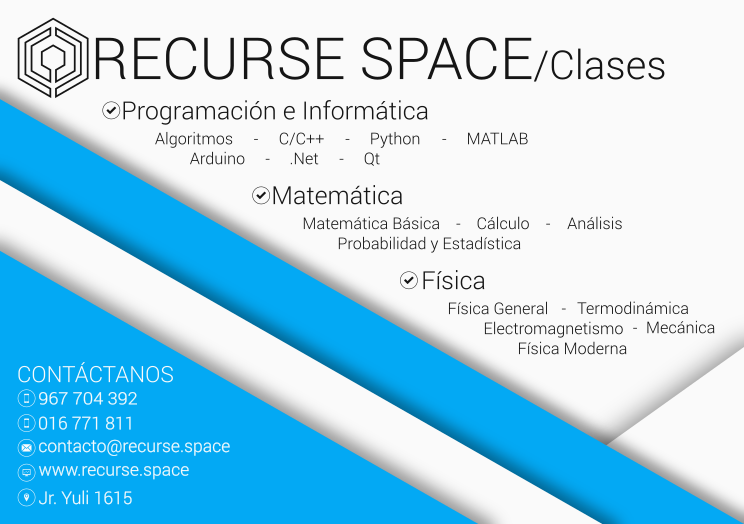 RECURSE SPACE/Clases
Programación e Informática
Algoritmos - C/C++ - Python - MATLAB
Arduino - .Net - Qt
Matemática
Matemática Básica - Cálculo - Análisis
Probabilidad y Estadística
Física
Física General - Termodinámica
Electromagnetismo - Mecánica
Física Moderna
CONTÁCTANOS
967 704 392
016 771 811
contacto@recurse.space
www.recurse.space
Jr. Yuli 1615